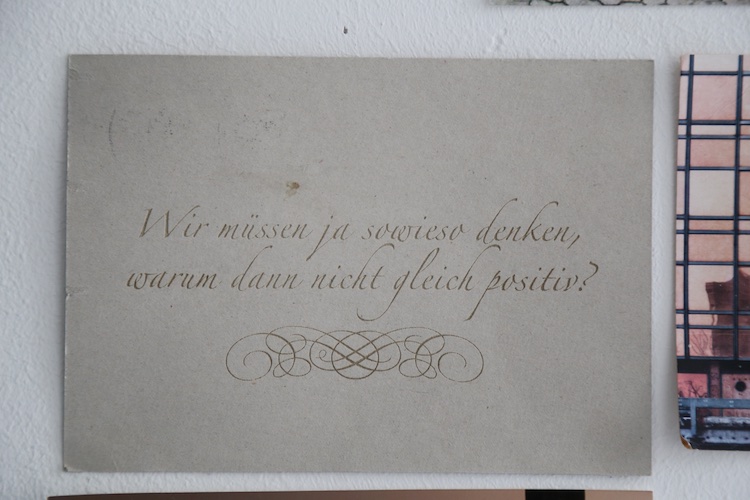 Wir müssen ja sowieso denken,
warum dann nicht gleich positiv?